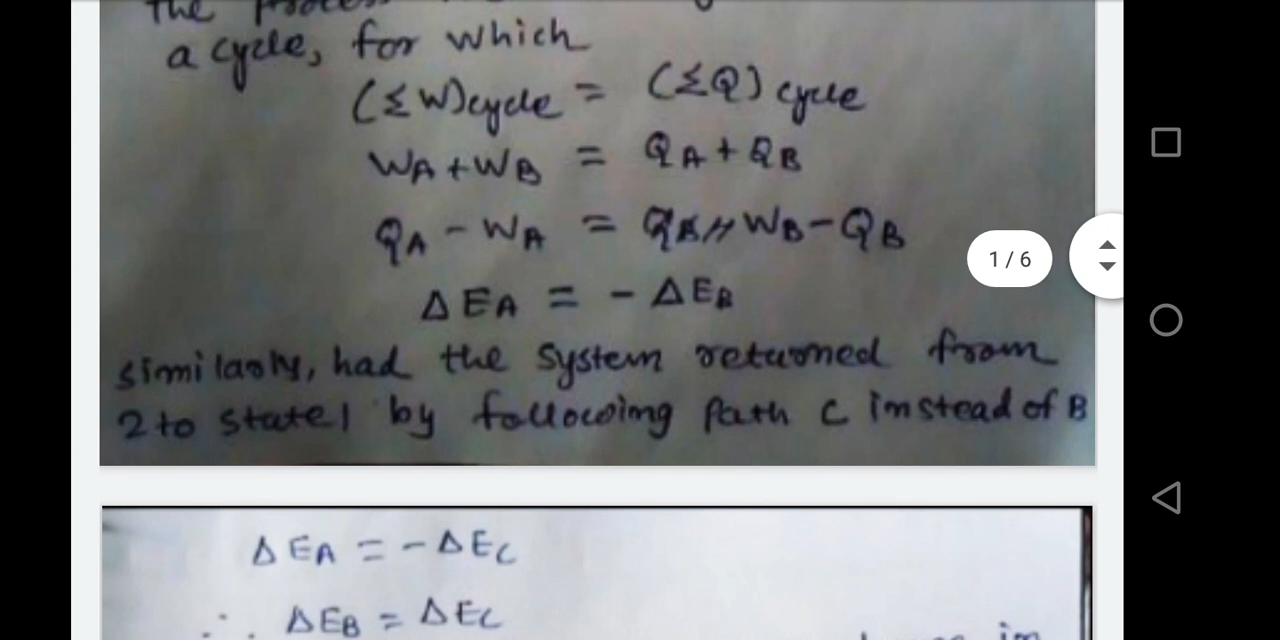 the process
a cycle, for which
(ΣW)cycle = (ΣQ) cycle
WA + WB = QA + QB
QA - WA = WB - QB
ΔEA = - ΔEB
similarly, had the system returned from
2 to state 1 by following Path C instead of B
1 / 6
ΔEA = - ΔEC
∴ ΔEB = ΔEC